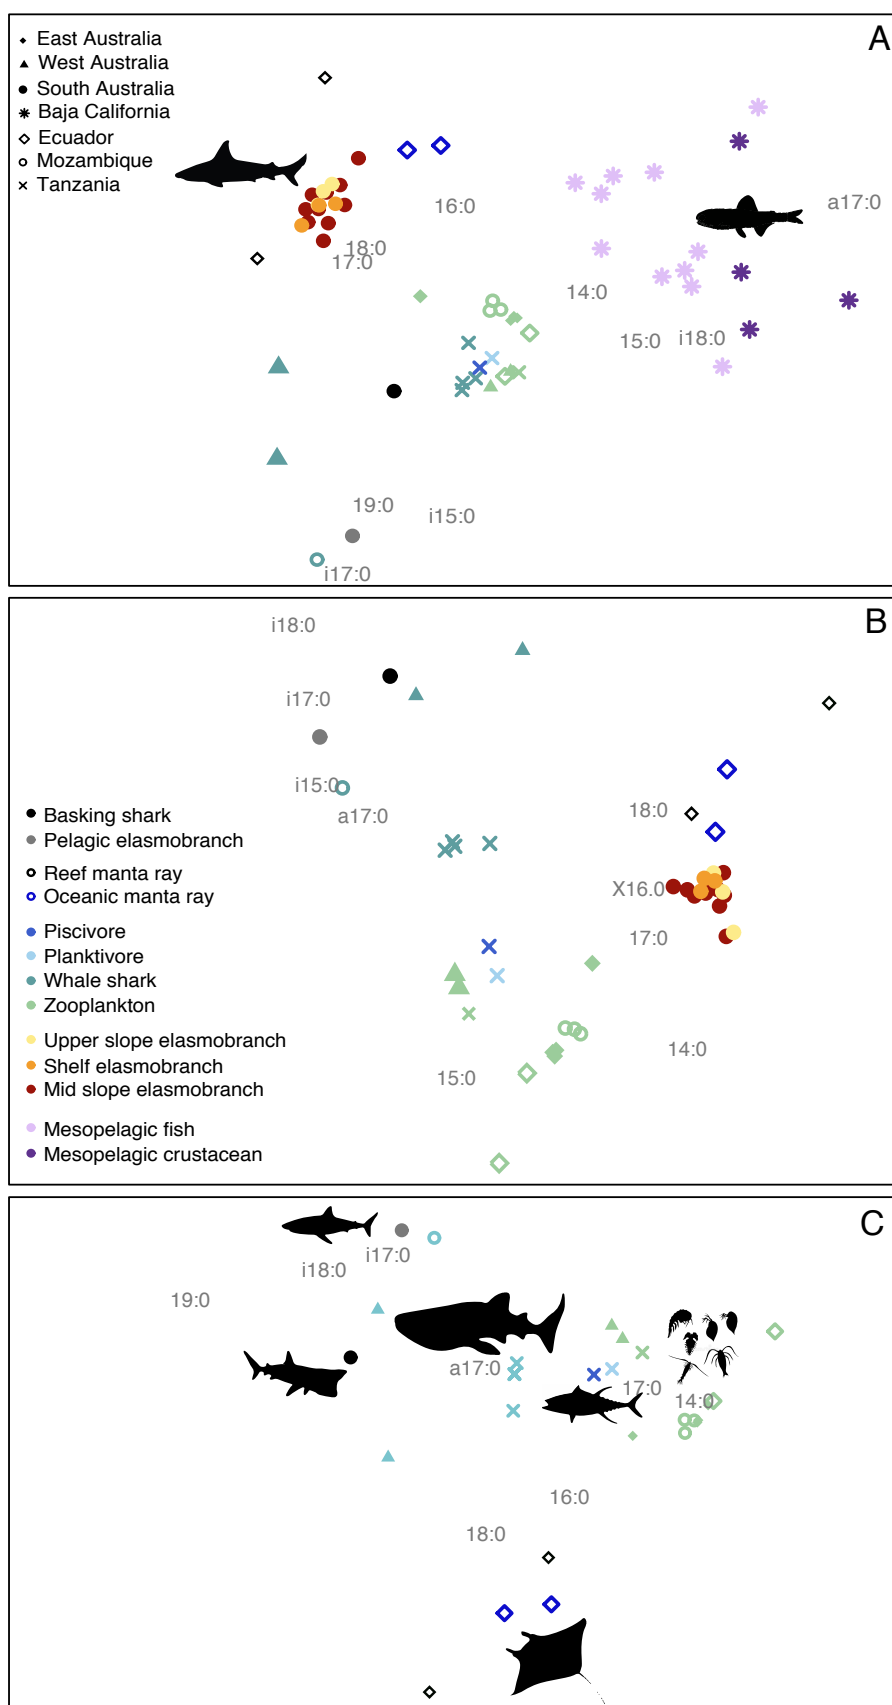 A
East Australia
West Australia
South Australia
Baja California
Ecuador
Mozambique
Tanzania
16:0
a17:0
18:0
17:0
14:0
15:0
i18:0
19:0
i15:0
i17:0
B
i18:0
i17:0
i15:0
a17:0
18:0
X16.0
17:0
14:0
15:0
Basking shark
Pelagic elasmobranch
Reef manta ray
Oceanic manta ray
Piscivore
Planktivore
Whale shark
Zooplankton
Upper slope elasmobranch
Shelf elasmobranch
Mid slope elasmobranch
Mesopelagic fish
Mesopelagic crustacean
C
i17:0
i18:0
19:0
a17:0
17:0
14:0
16:0
18:0